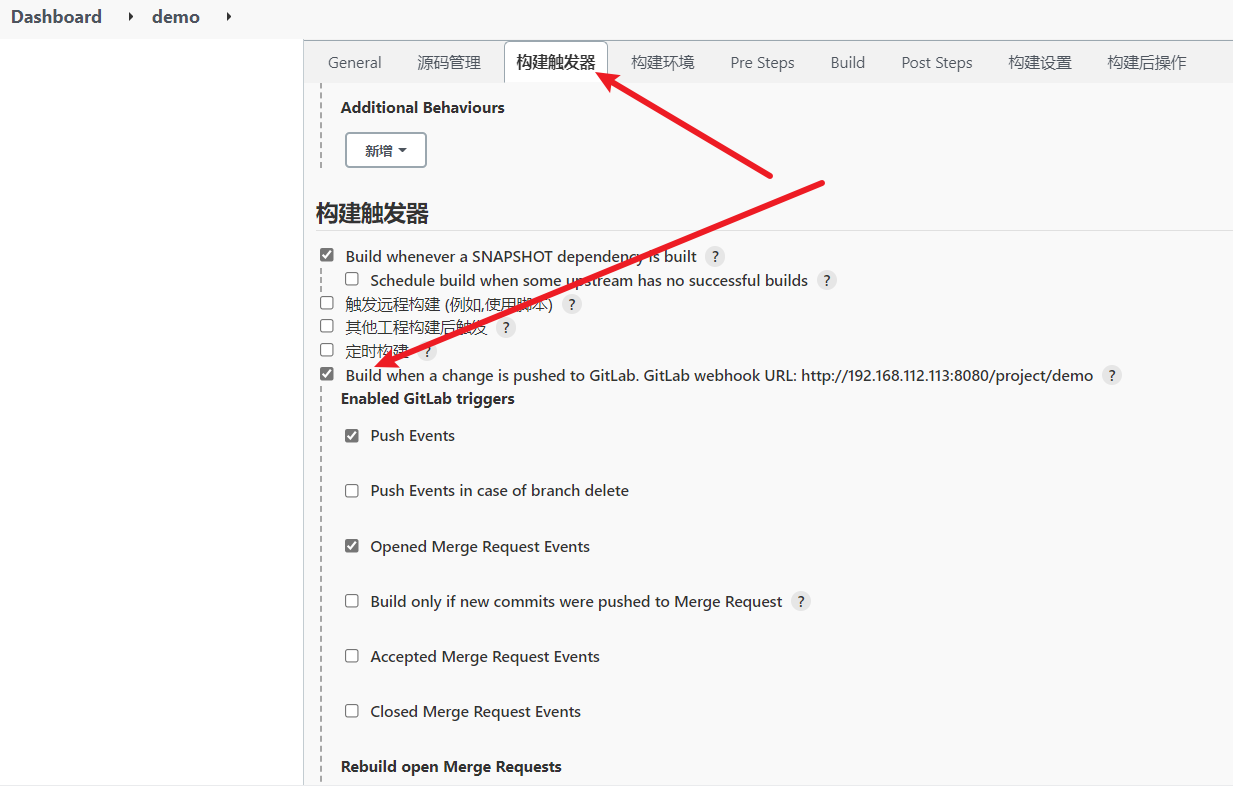 Dashboard demo
General 源码管理 构建触发器 构建环境 Pre Steps Build Post Steps 构建设置 构建后操作
Additional Behaviours
新增
构建触发器
Build whenever a SNAPSHOT dependency is built ?
Schedule build when some upstream has no successful builds ?
触发远程构建 (例如,使用脚本) ?
其他工程构建后触发 ?
定时构建 ?
Build when a change is pushed to GitLab. GitLab webhook URL: http://192.168.112.113:8080/project/demo ?
Enabled GitLab triggers
Push Events
Push Events in case of branch delete
Opened Merge Request Events
Build only if new commits were pushed to Merge Request ?
Accepted Merge Request Events
Closed Merge Request Events
Rebuild open Merge Requests